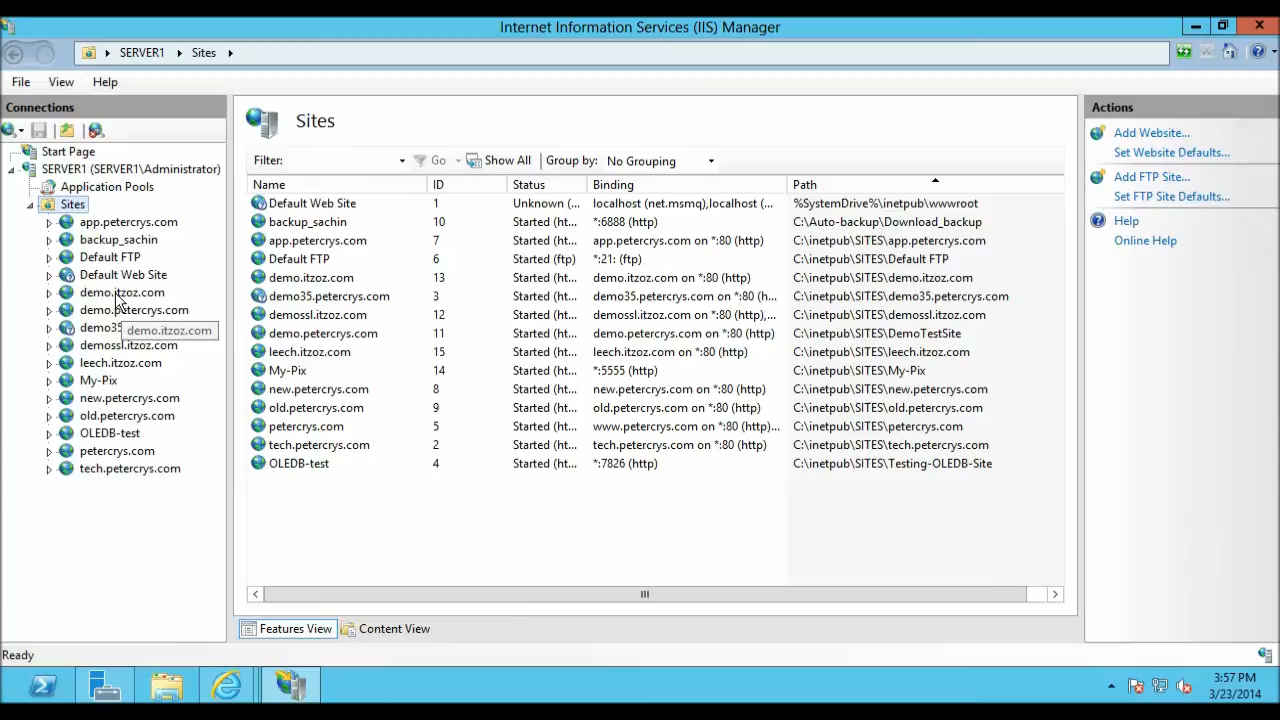 Internet Information Services (IIS) Manager
SERVER1 Sites
File View Help
Connections
Start Page
SERVER1 (SERVER1\Administrator)
Application Pools
Sites
app.petercrys.com
backup_sachin
Default FTP
Default Web Site
demo.itzoz.com
demo.petercrys.com
demo35
demo.itzoz.com
demossl.itzoz.com
leech.itzoz.com
My-Pix
new.petercrys.com
old.petercrys.com
OLEDB-test
petercrys.com
tech.petercrys.com
Sites
Filter: Go Show All Group by: No Grouping
Name ID Status Binding Path
Default Web Site 1 Unknown (... localhost (net.msmq),localhost (... %SystemDrive%\inetpub\wwwroot
backup_sachin 10 Started (ht... *:6888 (http) C:\Auto-backup\Download_backup
app.petercrys.com 7 Started (ht... app.petercrys.com on *:80 (http) C:\inetpub\SITES\app.petercrys.com
Default FTP 6 Started (ftp) *:21: (ftp) C:\inetpub\SITES\Default FTP
demo.itzoz.com 13 Started (ht... demo.itzoz.com on *:80 (http) C:\inetpub\SITES\demo.itzoz.com
demo35.petercrys.com 3 Started (ht... demo35.petercrys.com on *:80 (h... C:\inetpub\SITES\demo35.petercrys.com
demossl.itzoz.com 12 Started (ht... demossl.itzoz.com on *:80 (http),... C:\inetpub\SITES\demossl.itzoz.com
demo.petercrys.com 11 Started (ht... demo.petercrys.com on *:80 (http) C:\inetpub\SITES\DemoTestSite
leech.itzoz.com 15 Started (ht... leech.itzoz.com on *:80 (http) C:\inetpub\SITES\leech.itzoz.com
My-Pix 14 Started (ht... *:5555 (http) C:\inetpub\SITES\My-Pix
new.petercrys.com 8 Started (ht... new.petercrys.com on *:80 (http) C:\inetpub\SITES\new.petercrys.com
old.petercrys.com 9 Started (ht... old.petercrys.com on *:80 (http) C:\inetpub\SITES\old.petercrys.com
petercrys.com 5 Started (ht... www.petercrys.com on *:80 (http)... C:\inetpub\SITES\petercrys.com
tech.petercrys.com 2 Started (ht... tech.petercrys.com on *:80 (http) C:\inetpub\SITES\tech.petercrys.com
OLEDB-test 4 Started (ht... *:7826 (http) C:\inetpub\SITES\Testing-OLEDB-Site
Features View Content View
Actions
Add Website...
Set Website Defaults...
Add FTP Site...
Set FTP Site Defaults...
Help
Online Help
Ready
3:57 PM
3/23/2014